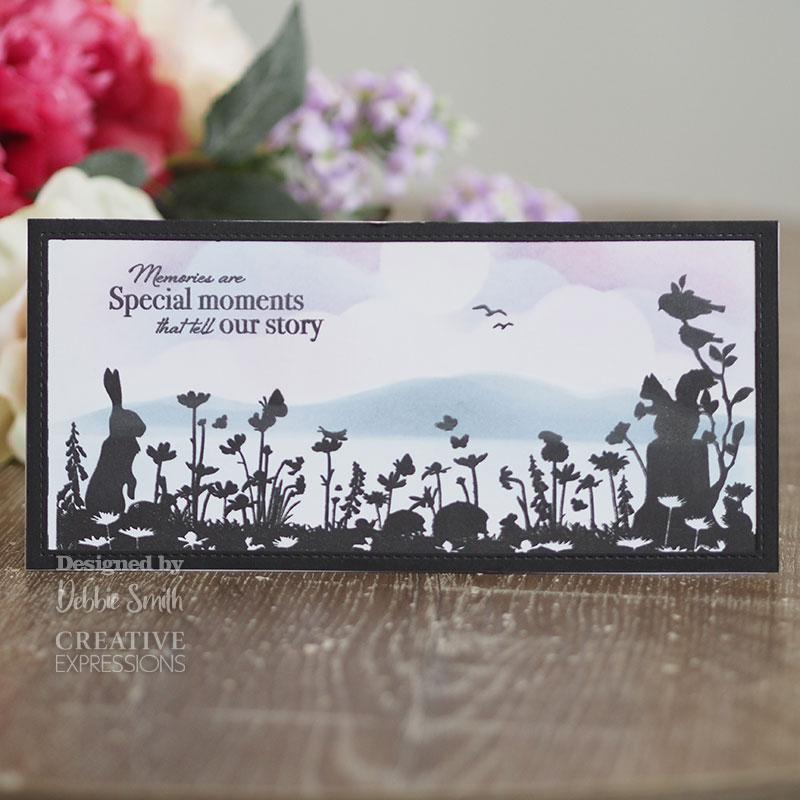 Memories are
Special moments
that tell our story
Designed by
Debbie Smith
CREATIVE
EXPRESSIONS